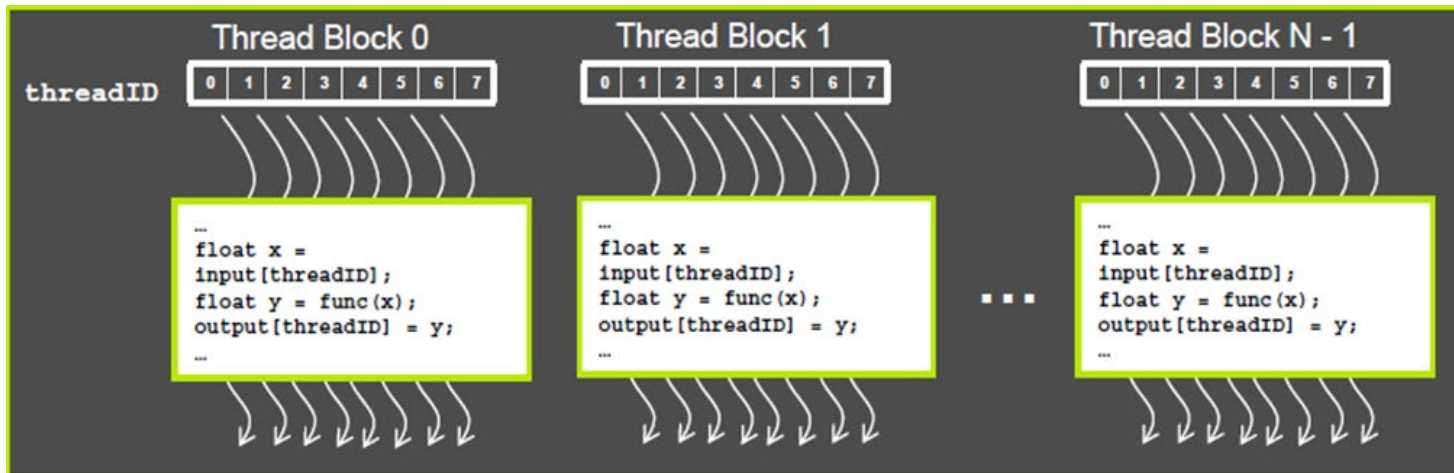 Thread Block 0
Thread Block 1
Thread Block N - 1
threadID
0 1 2 3 4 5 6 7
0 1 2 3 4 5 6 7
0 1 2 3 4 5 6 7
…
float x =
input[threadID];
float y = func(x);
output[threadID] = y;
…
…
float x =
input[threadID];
float y = func(x);
output[threadID] = y;
…
...
…
float x =
input[threadID];
float y = func(x);
output[threadID] = y;
…